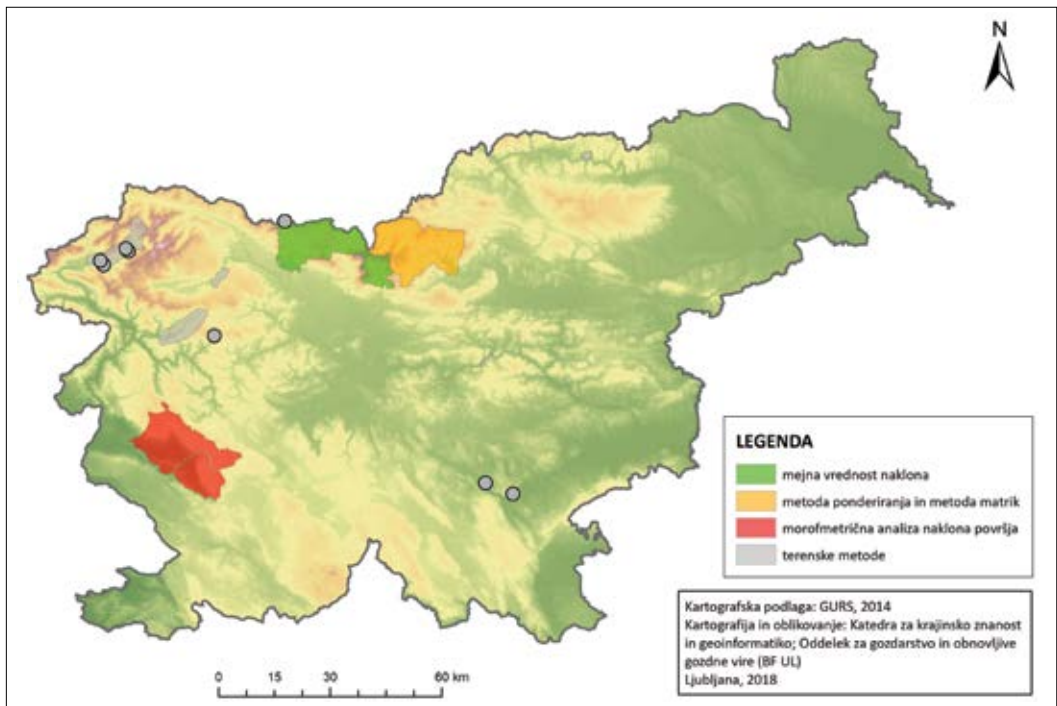 N
LEGENDA
mejna vrednost naklona
metoda ponderiranja in metoda matrik
morofmetrična analiza naklona površja
terenske metode
Kartografska podlaga: GURS, 2014
Kartografija in oblikovanje: Katedra za krajinsko znanost
in geoinformatiko; Oddelek za gozdarstvo in obnovljive
gozdne vire (BF UL)
Ljubljana, 2018
0 15 30 60 km